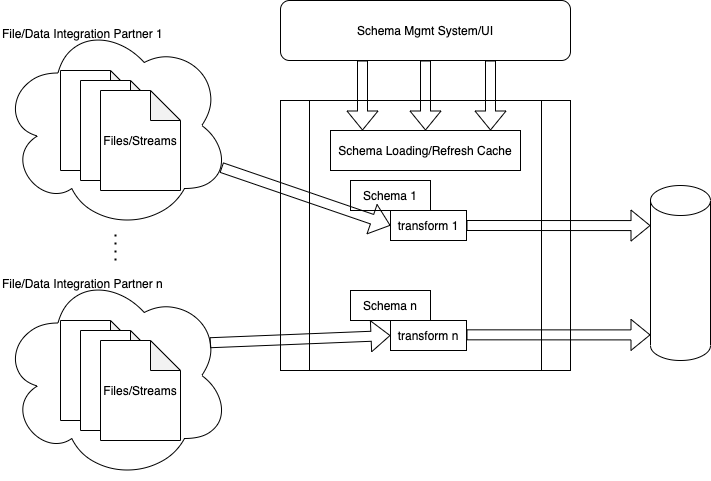 File/Data Integration Partner 1
Schema Mgmt System/UI
Files/Streams
Schema Loading/Refresh Cache
Schema 1
transform 1
File/Data Integration Partner n
Schema n
transform n
Files/Streams